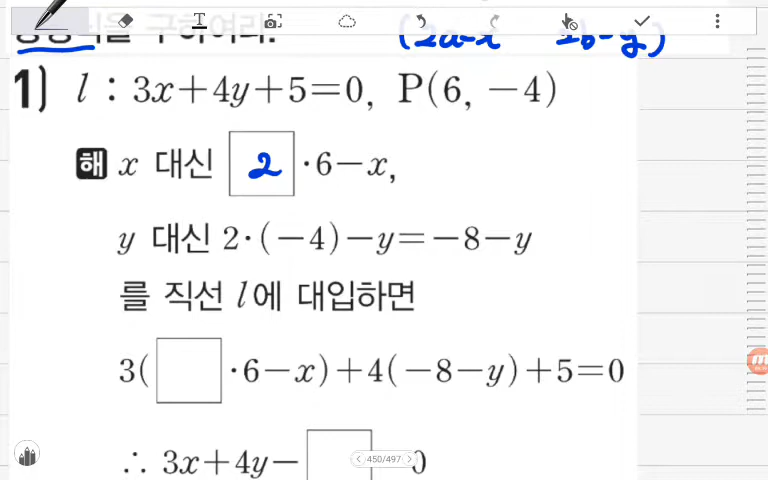 (2a-x 2b-y)
1) l : 3x+4y+5=0, P(6, -4)
해 x 대신 2 ·6-x,
y 대신 2·(-4)-y=-8-y
를 직선 l에 대입하면
3( ·6-x)+4(-8-y)+5=0
∴ 3x+4y- 0
450/497